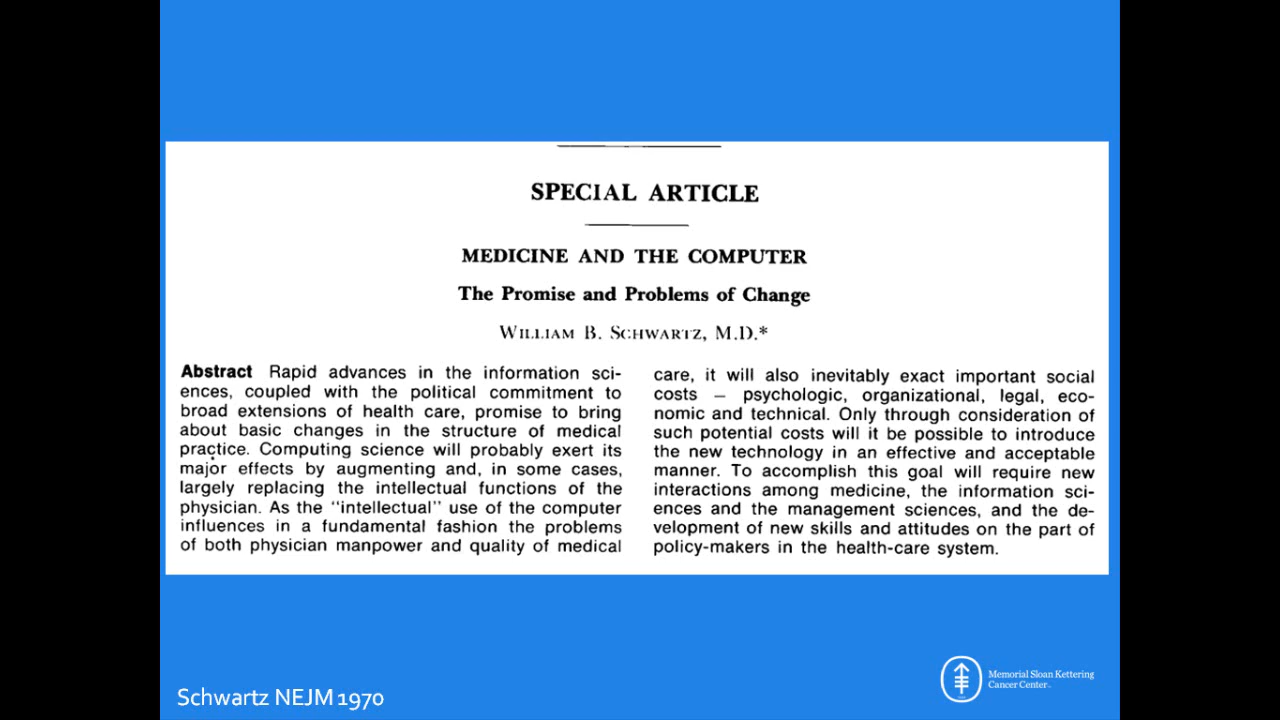 SPECIAL ARTICLE
MEDICINE AND THE COMPUTER
The Promise and Problems of Change
WILLIAM B. SCHWARTZ, M.D.*
Abstract Rapid advances in the information sci-
ences, coupled with the political commitment to
broad extensions of health care, promise to bring
about basic changes in the structure of medical
practice. Computing science will probably exert its
major effects by augmenting and, in some cases,
largely replacing the intellectual functions of the
physician. As the "intellectual" use of the computer
influences in a fundamental fashion the problems
of both physician manpower and quality of medical
care, it will also inevitably exact important social
costs — psychologic, organizational, legal, eco-
nomic and technical. Only through consideration of
such potential costs will it be possible to introduce
the new technology in an effective and acceptable
manner. To accomplish this goal will require new
interactions among medicine, the information sci-
ences and the management sciences, and the de-
velopment of new skills and attitudes on the part of
policy-makers in the health-care system.
Schwartz NEJM 1970
Memorial Sloan Kettering
Cancer Center